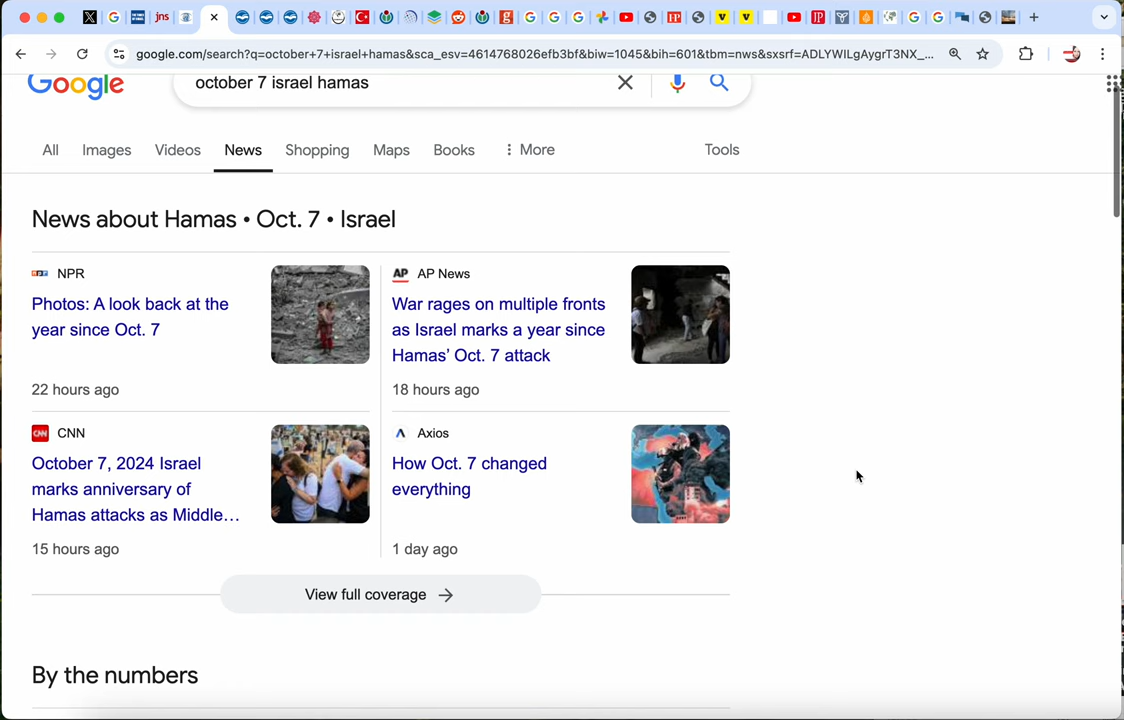 jns
google.com/search?q=october+7+israel+hamas&sca_esv=4614768026efb3bf&biw=1045&bih=601&tbm=nws&sxsrf=ADLYWILgAygrT3NX_...
Google
october 7 israel hamas
All
Images
Videos
News
Shopping
Maps
Books
More
Tools
News about Hamas • Oct. 7 • Israel
NPR
Photos: A look back at the
year since Oct. 7
22 hours ago
AP
AP News
War rages on multiple fronts
as Israel marks a year since
Hamas’ Oct. 7 attack
18 hours ago
CNN
CNN
October 7, 2024 Israel
marks anniversary of
Hamas attacks as Middle...
15 hours ago
Axios
How Oct. 7 changed
everything
1 day ago
View full coverage
By the numbers